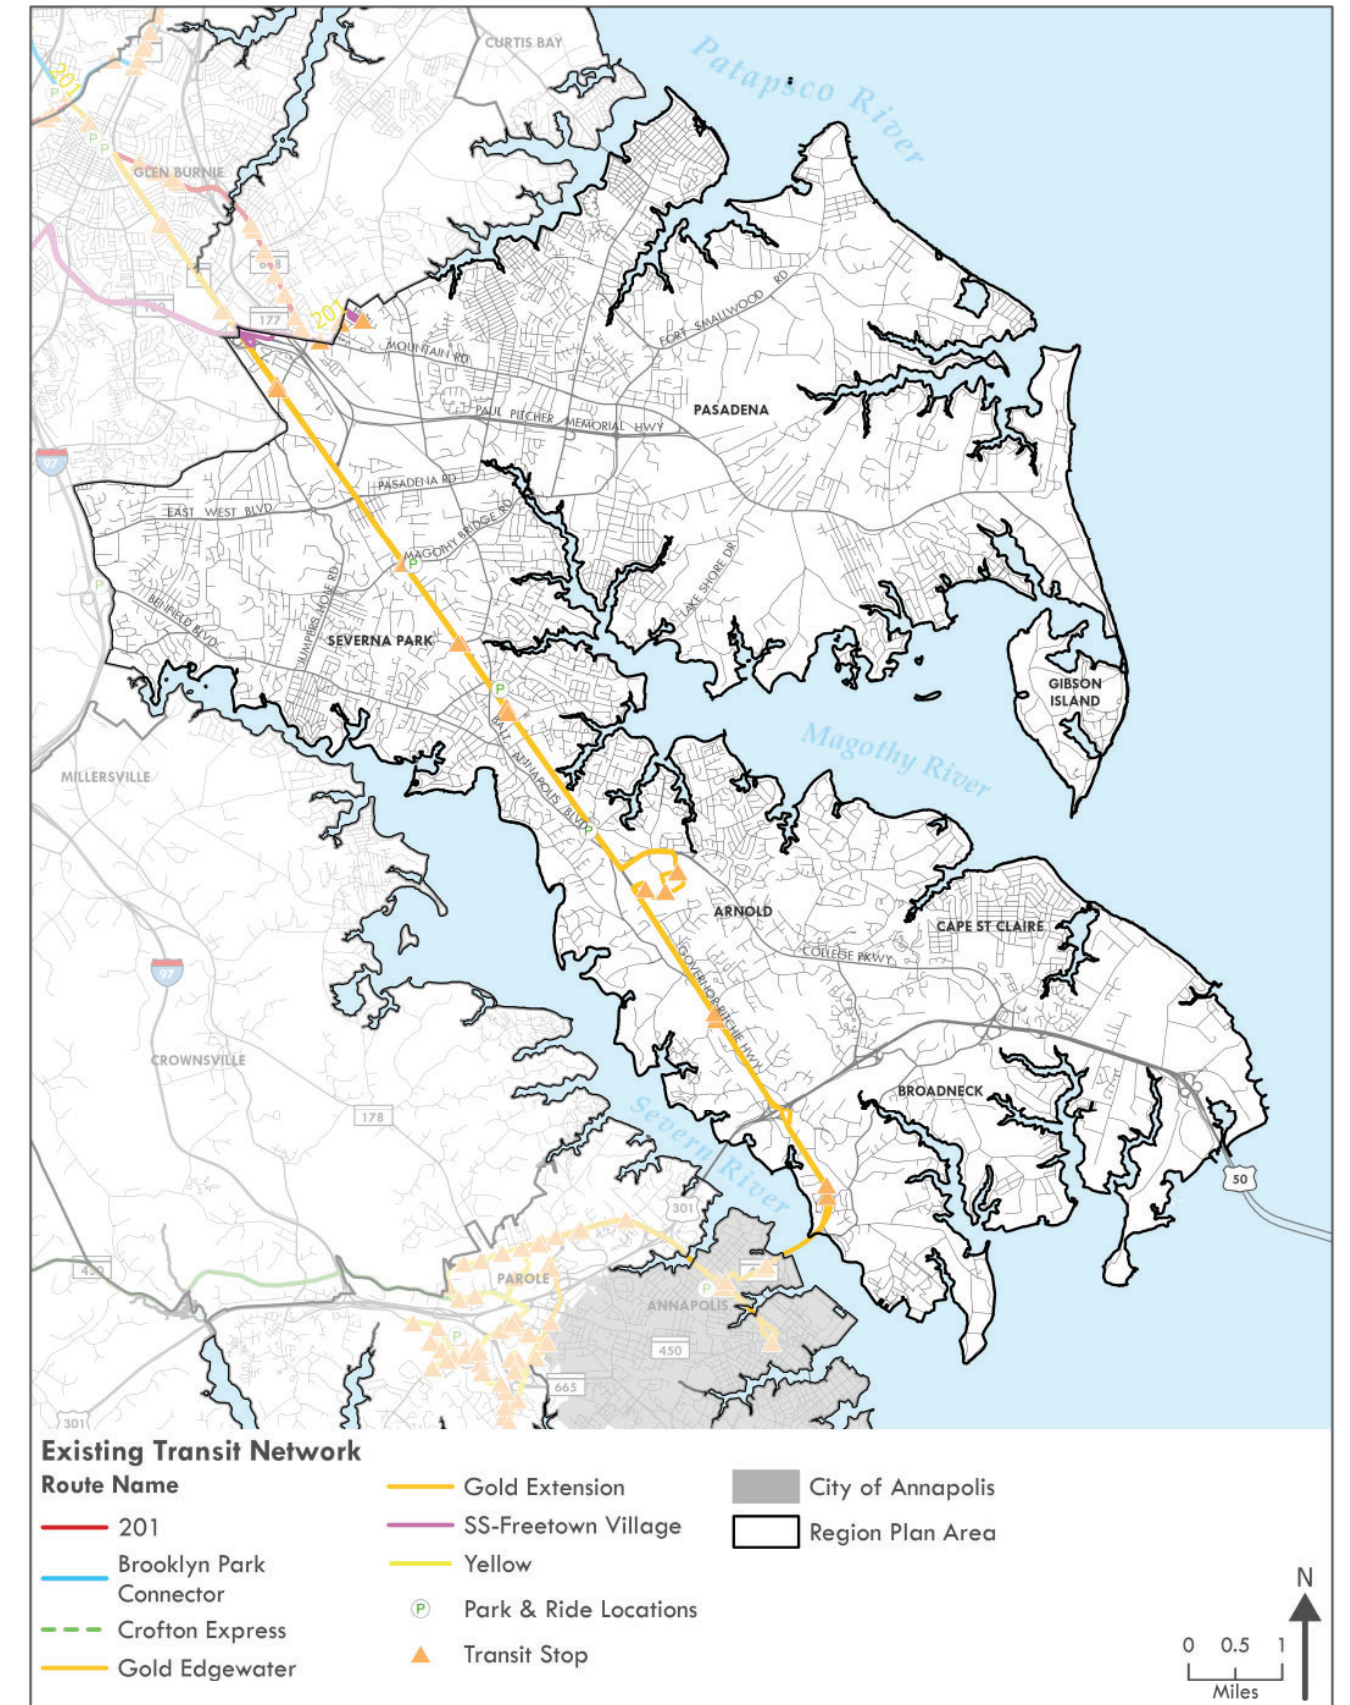 CURTIS BAY
Patapsco River
201
P
P
P
GLEN BURNIE
177
201
MOUNTAIN RD
FORT SMALLWOOD RD
PAUL PITCHER MEMORIAL HWY
PASADENA
97
PASADENA RD
EAST WEST BLVD
MAGOTHY BRIDGE RD
P
P
LAKE SHORE DR
BENFIELD BLVD
JUMPERS HOLE RD
SEVERNA PARK
P
GIBSON
ISLAND
BALT ANNAPOLIS BLVD
Magothy River
MILLERSVILLE
P
ARNOLD
CAPE ST CLAIRE
COLLEGE PKWY
GOVERNOR RITCHIE HWY
97
CROWNSVILLE
BROADNECK
178
Severn River
50
301
450
PAROLE
P
ANNAPOLIS
P
450
665
301
Existing Transit Network
Route Name
201
Brooklyn Park
Connector
Crofton Express
Gold Edgewater
Gold Extension
SS-Freetown Village
Yellow
P Park & Ride Locations
Transit Stop
City of Annapolis
Region Plan Area
N
0 0.5 1
Miles